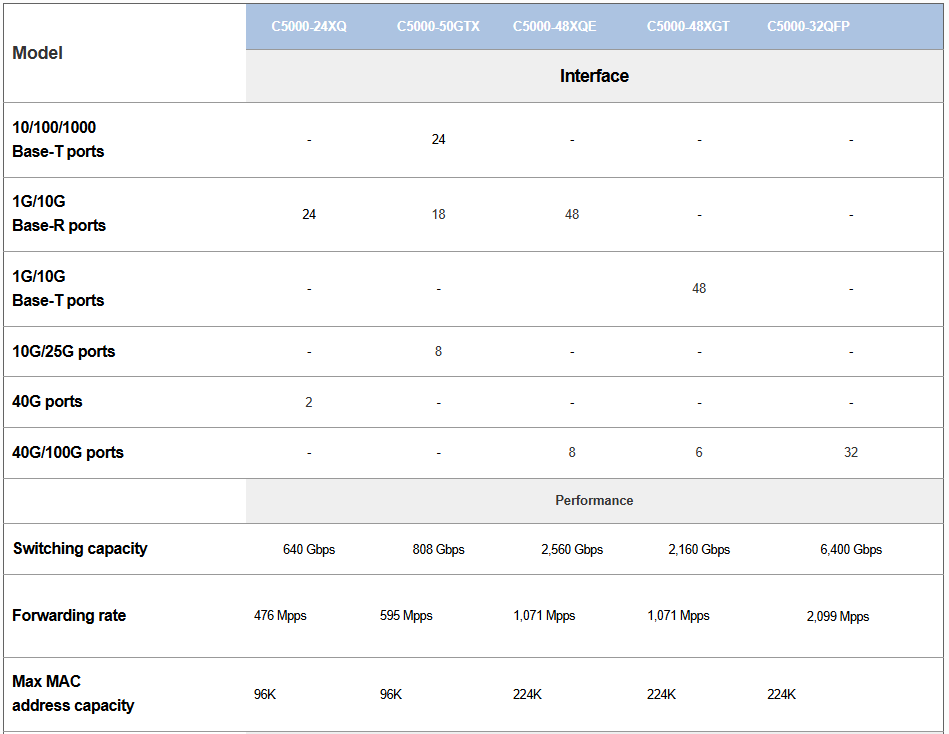 Model C5000-24XQ C5000-50GTX C5000-48XQE C5000-48XGT C5000-32QFP
Interface
10/100/1000
Base-T ports - 24 - - -
1G/10G
Base-R ports 24 18 48 - -
1G/10G
Base-T ports - - 48 -
10G/25G ports - 8 - - -
40G ports 2 - - - -
40G/100G ports - - 8 6 32
Performance
Switching capacity 640 Gbps 808 Gbps 2,560 Gbps 2,160 Gbps 6,400 Gbps
Forwarding rate 476 Mpps 595 Mpps 1,071 Mpps 1,071 Mpps 2,099 Mpps
Max MAC
address capacity 96K 96K 224K 224K 224K